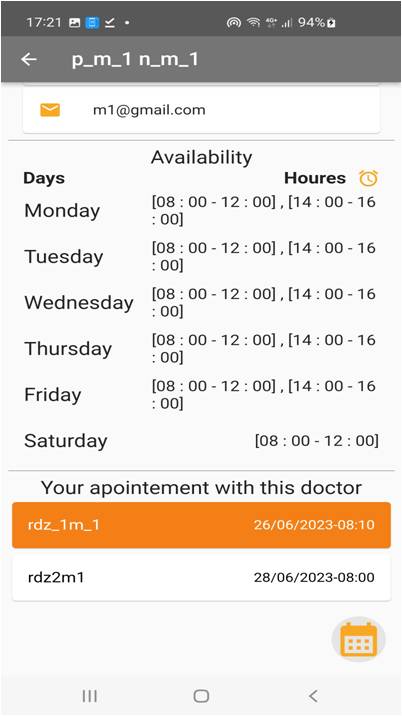 17:21 94%
p_m_1 n_m_1
m1@gmail.com
Availability
Days Houres
Monday [08 : 00 - 12 : 00] , [14 : 00 - 16
: 00]
Tuesday [08 : 00 - 12 : 00] , [14 : 00 - 16
: 00]
Wednesday [08 : 00 - 12 : 00] , [14 : 00 - 16
: 00]
Thursday [08 : 00 - 12 : 00] , [14 : 00 - 16
: 00]
Friday [08 : 00 - 12 : 00] , [14 : 00 - 16
: 00]
Saturday [08 : 00 - 12 : 00]
Your apointement with this doctor
rdz_1m_1 26/06/2023-08:10
rdz2m1 28/06/2023-08:00